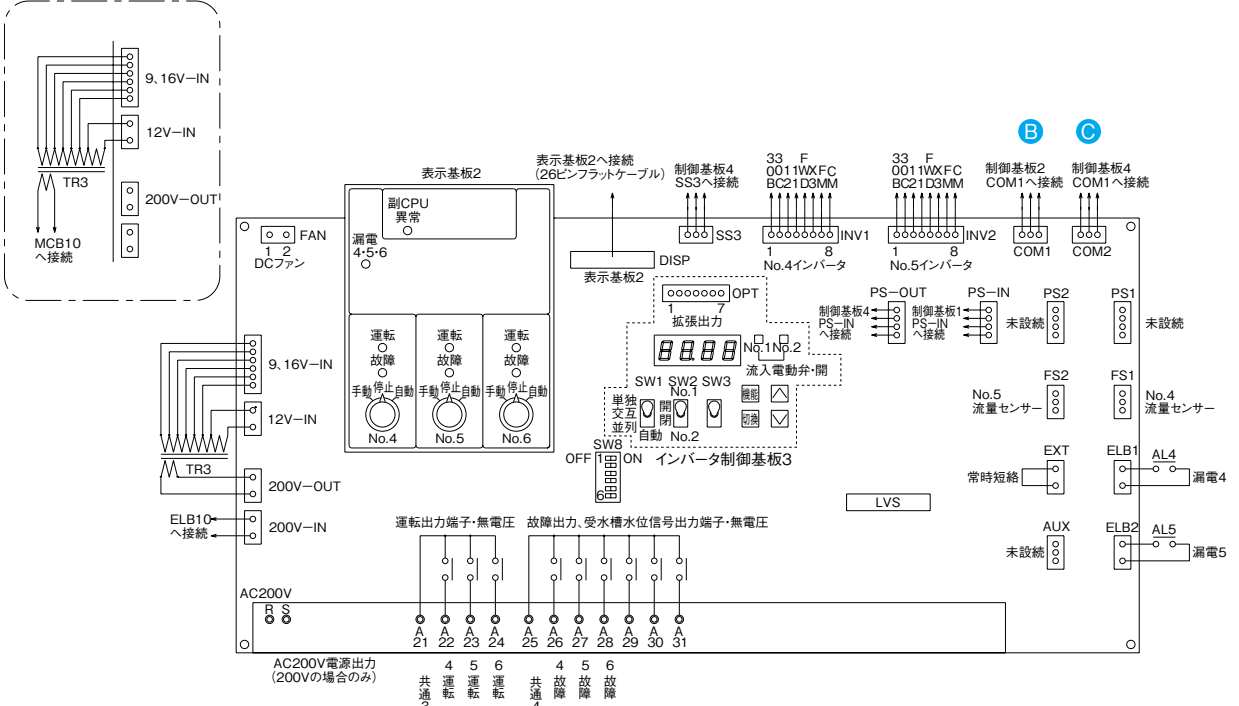 9、16V−IN
12V−IN
TR3
200V−OUT
MCB10
へ接続
表示基板2
副CPU
異常
漏電
4・5・6
運転
故障
手動 停止 自動
No.4
運転
故障
手動 停止 自動
No.5
運転
故障
手動 停止 自動
No.6
FAN
1 2
DCファン
表示基板2へ接続
(26ピンフラットケーブル)
DISP
表示基板2
制御基板4
SS3へ接続
SS3
33 F
0011WXFC
BC21D3MM
INV1
1 8
No.4インバータ
33 F
0011WXFC
BC21D3MM
INV2
1 8
No.5インバータ
B
制御基板2
COM1へ接続
COM1
C
制御基板4
COM1へ接続
COM2
OPT
1 7
拡張出力
88.88
No.1 No.2
流入電動弁・開
SW1 SW2 SW3
No.1
単独
交互
並列
開
閉
自動
No.2
機能
切換
インバータ制御基板3
SW8
OFF 1 ON
6
PS−OUT
制御基板4
PS−IN
へ接続
PS−IN
制御基板1
PS−IN
へ接続
PS2
未設続
PS1
未設続
FS2
No.5
流量センサー
FS1
No.4
流量センサー
EXT
常時短絡
ELB1
AL4
漏電4
LVS
AUX
未設続
ELB2
AL5
漏電5
9、16V−IN
12V−IN
TR3
200V−OUT
ELB10
へ接続
200V−IN
運転出力端子・無電圧
故障出力、受水槽水位信号出力端子・無電圧
AC200V
R S
A21 A22 A23 A24 A25 A26 A27 A28 A29 A30 A31
AC200V電源出力
(200Vの場合のみ)
共通3
4運転
5運転
6運転
共通4
4故障
5故障
6故障